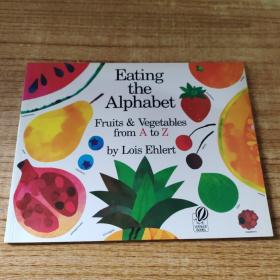 Eating
the
Alphabet
Fruits & Vegetables
from A to Z
by Lois Ehlert